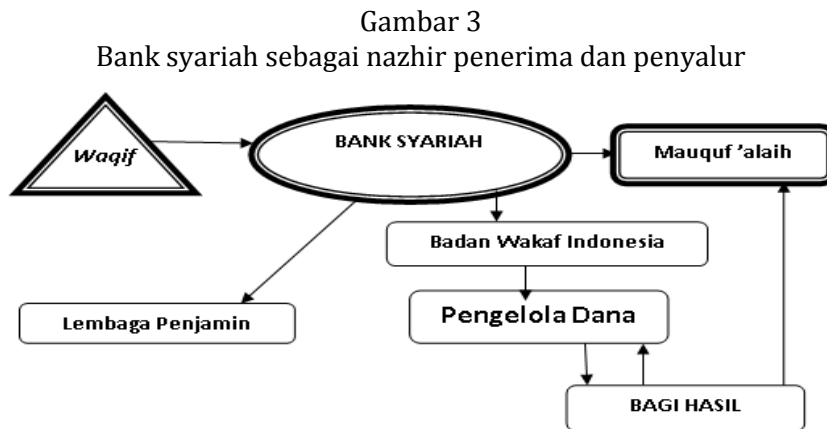 Gambar 3
Bank syariah sebagai nazhir penerima dan penyalur
Waqif
BANK SYARIAH
Mauquf ’alaih
Badan Wakaf Indonesia
Lembaga Penjamin
Pengelola Dana
BAGI HASIL